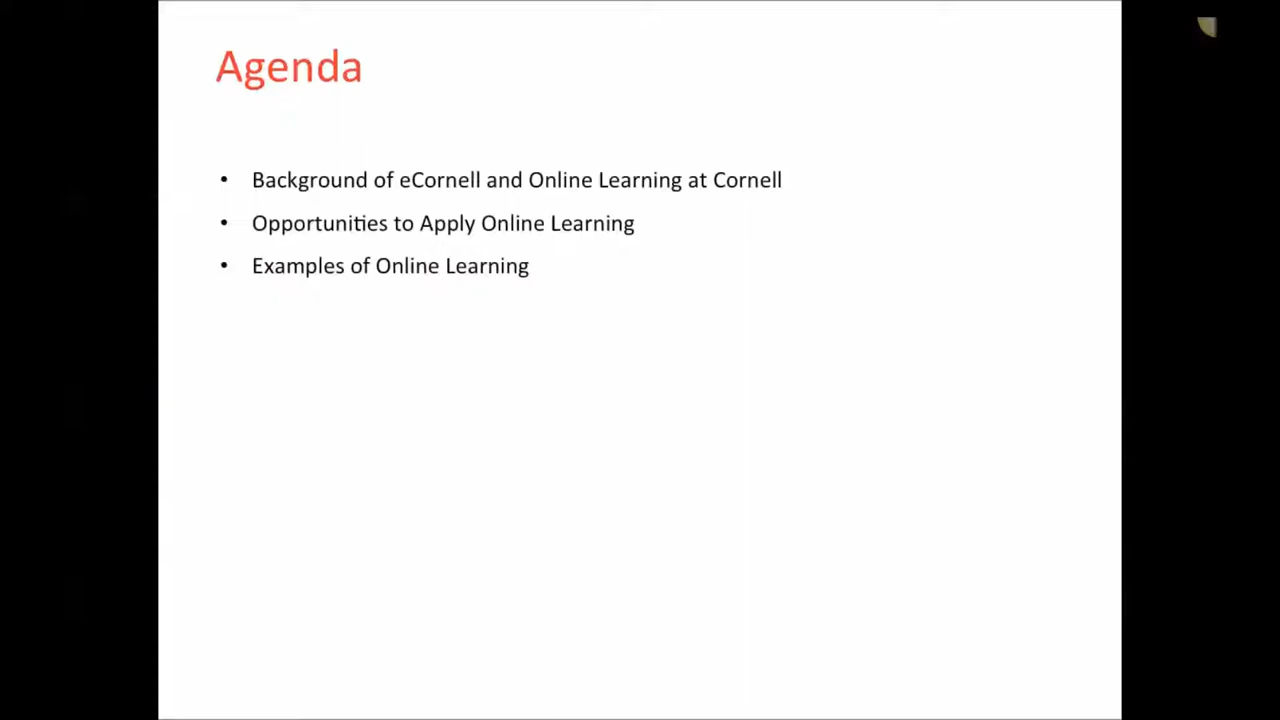 Agenda
• Background of eCornell and Online Learning at Cornell
• Opportunities to Apply Online Learning
• Examples of Online Learning